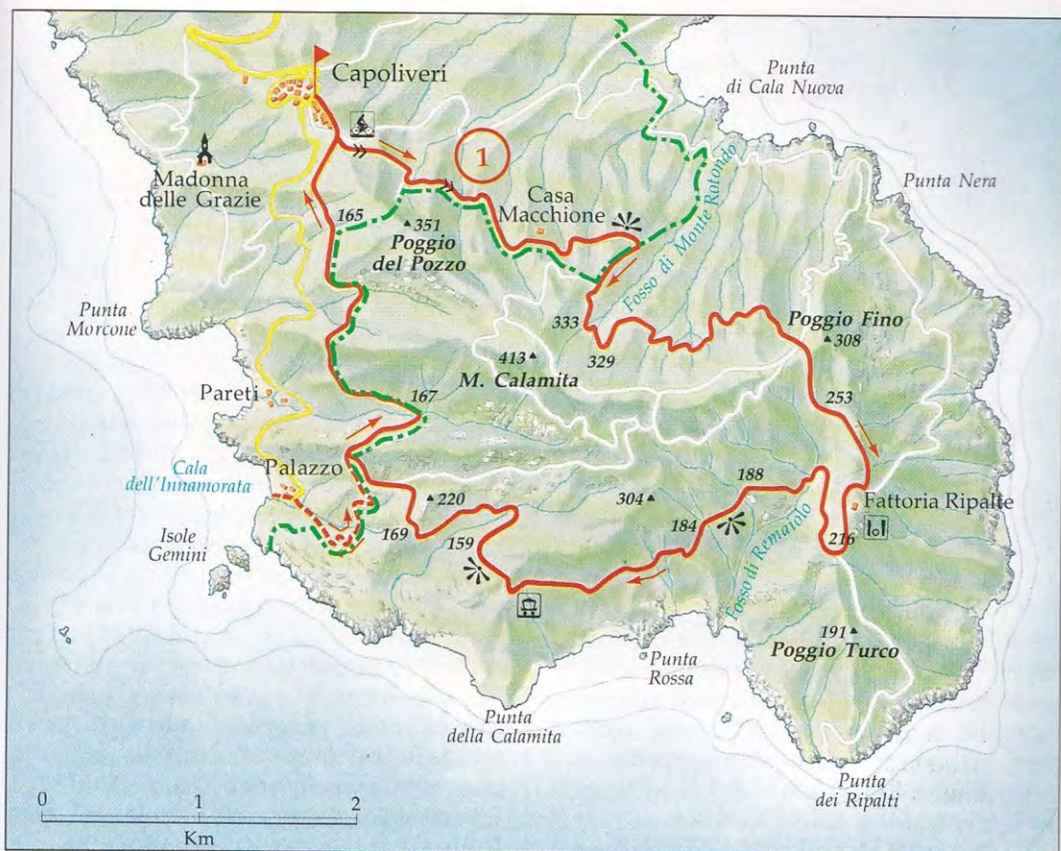 Capoliveri
Punta
di Cala Nuova
1
Madonna
delle Grazie
Punta Nera
Casa
Macchione
Fosso di Monte Rotondo
165
351
Poggio
del Pozzo
Punta
Morcone
333
329
Poggio Fino
308
413
M. Calamita
253
Pareti
167
Palazzo
Cala
dell'Innamorata
188
220
304
Fattoria Ripalte
Isole
Gemini
169
159
184
216
Fosso di Remaiolo
191
Poggio Turco
Punta
Rossa
Punta
della Calamita
Punta
dei Ripalti
0 1 2
Km